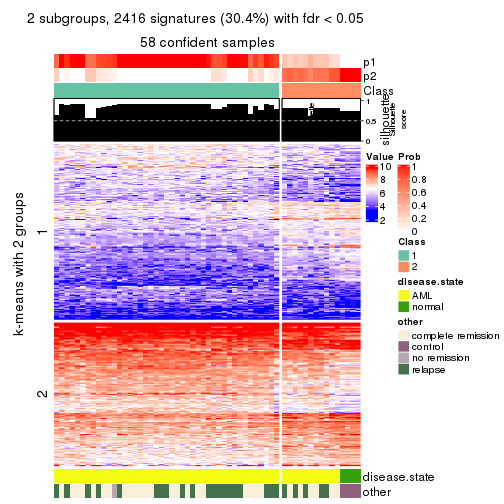 2 subgroups, 2416 signatures (30.4%) with fdr < 0.05
58 confident samples
p1
p2
Class
1
0.5
0
silhouette
Silhouette
score
k-means with 2 groups
1
2
Value
10
8
6
4
2
Prob
1
0.8
0.6
0.4
0.2
0
Class
1
2
disease.state
AML
normal
other
complete remission
control
no remission
relapse
disease.state
other